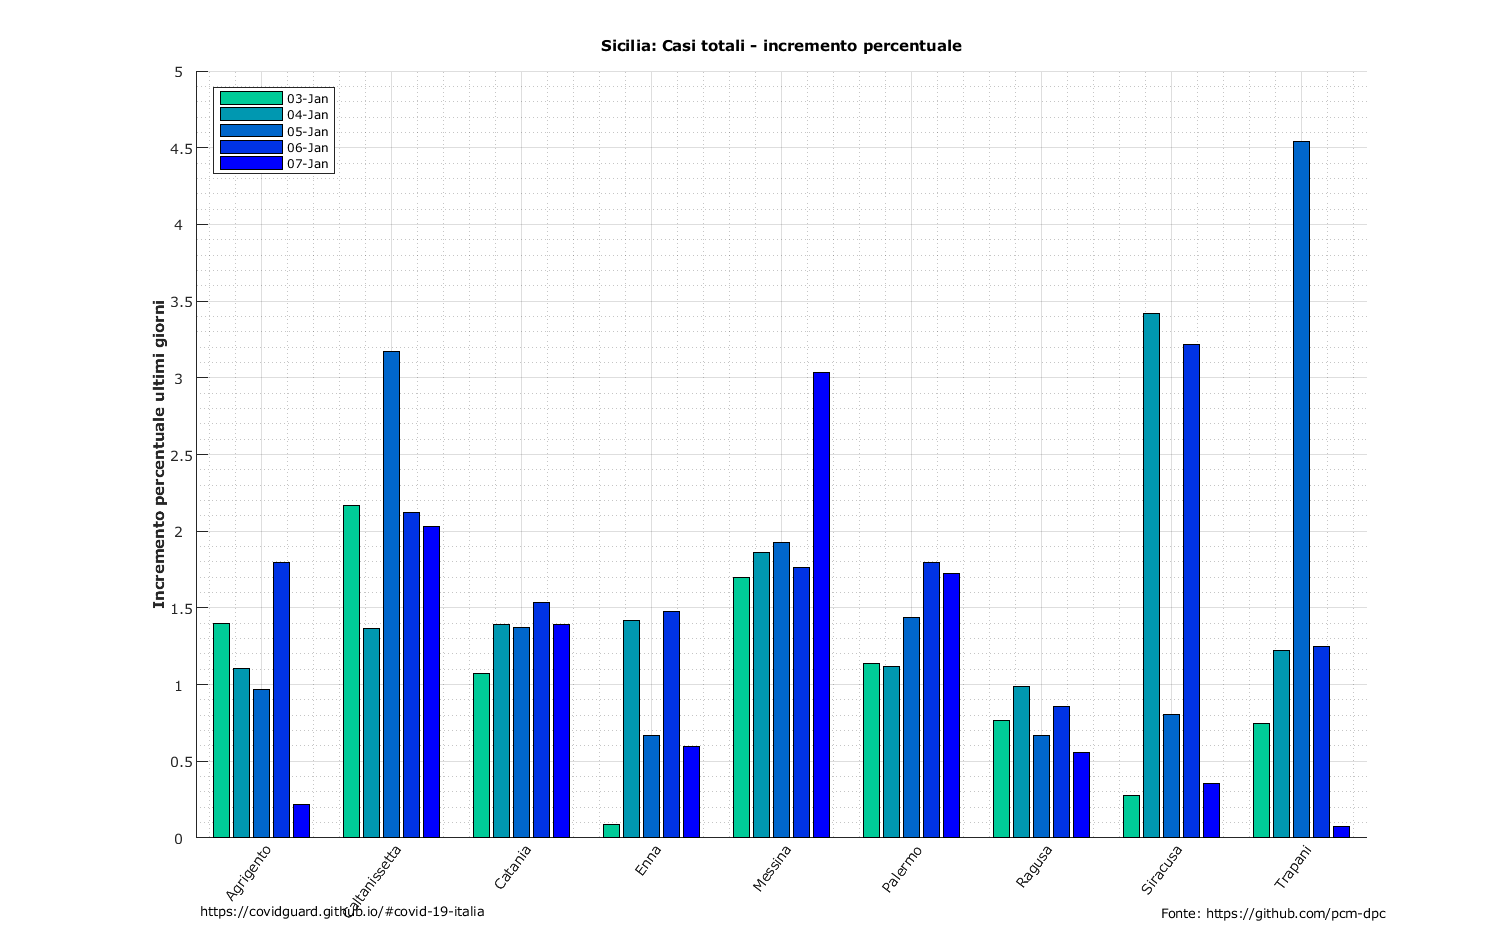 Sicilia: Casi totali - incremento percentuale
5
4.5
4
3.5
3
2.5
2
1.5
1
0.5
0
Incremento percentuale ultimi giorni
03-Jan
04-Jan
05-Jan
06-Jan
07-Jan
Agrigento
Caltanissetta
Catania
Enna
Messina
Palermo
Ragusa
Siracusa
Trapani
https://covidguard.github.io/#covid-19-italia
Fonte: https://github.com/pcm-dpc